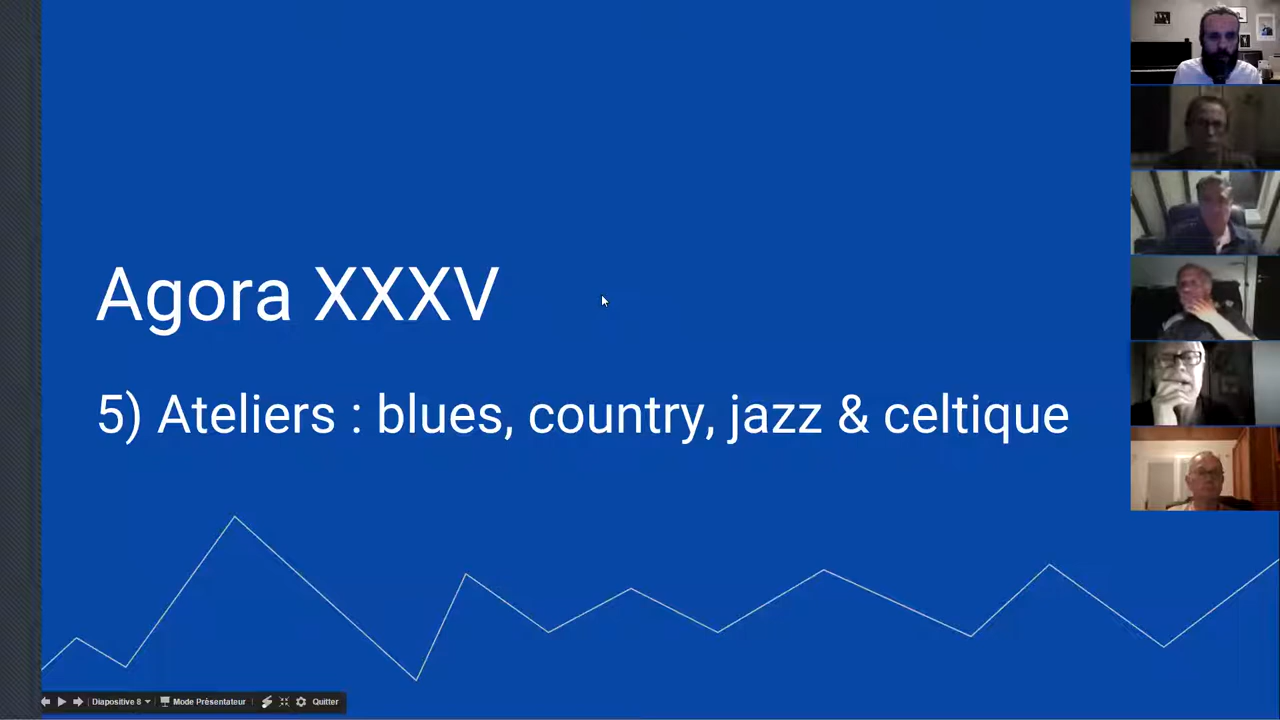 Agora XXXV
5) Ateliers : blues, country, jazz & celtique
Diapositive 8 Mode Présentateur Quitter